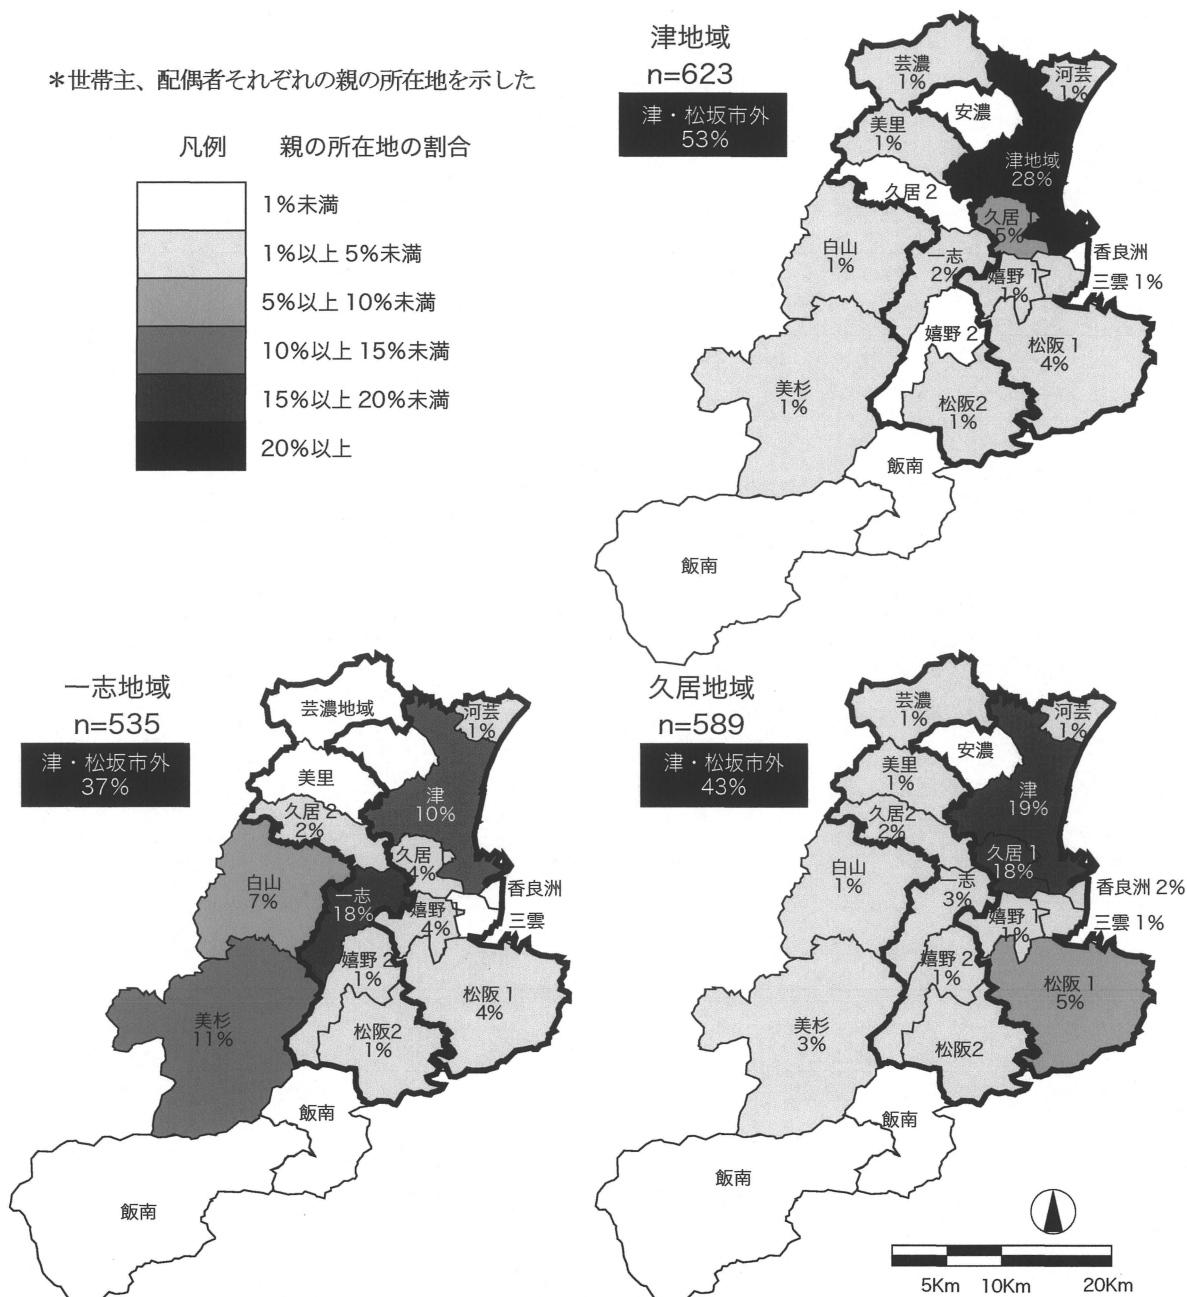 *世帯主、配偶者それぞれの親の所在地を示した
凡例 親の所在地の割合
1%未満
1%以上 5%未満
5%以上 10%未満
10%以上 15%未満
15%以上 20%未満
20%以上
津地域
n=623
津・松坂市外
53%
芸濃
1%
河芸
1%
安濃
美里
1%
津地域
28%
久居 2
久居 1
5%
白山
1%
一志
2%
香良洲
嬉野 1
1%
三雲 1%
嬉野 2
松阪 1
4%
美杉
1%
松阪2
1%
飯南
飯南
一志地域
n=535
津・松坂市外
37%
芸濃地域
河芸
1%
美里
津
10%
久居 2
2%
久居 1
4%
白山
7%
一志
18%
香良洲
嬉野 1
4%
三雲
嬉野 2
1%
松阪 1
4%
美杉
11%
松阪2
1%
飯南
飯南
久居地域
n=589
津・松坂市外
43%
芸濃
1%
河芸
1%
安濃
美里
1%
津
19%
久居2
2%
久居 1
18%
白山
1%
一志
3%
香良洲 2%
嬉野 1
1%
三雲 1%
嬉野 2
1%
松阪 1
5%
美杉
3%
松阪2
飯南
飯南
5Km 10Km 20Km